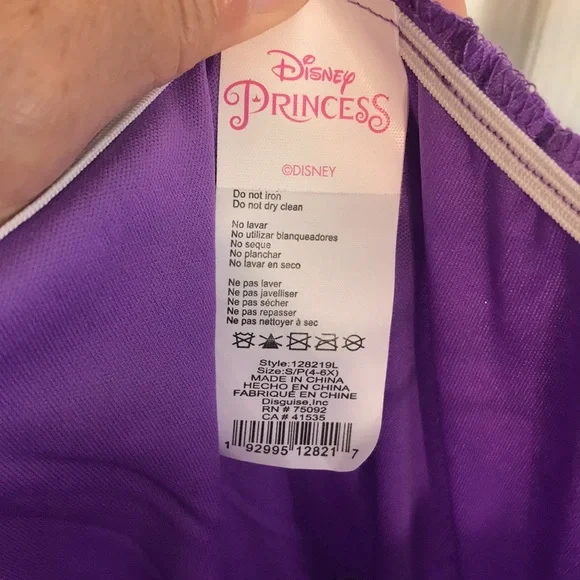 Disney
PRINCESS
©DISNEY
Do not iron
Do not dry clean
No lavar
No utilizar blanqueadores
No seque
No planchar
No lavar en seco
Ne pas laver
Ne pas javelliser
Ne pas sécher
Ne pas repasser
Ne pas nettoyer à sec
Style:128219L
Size:S/P(4-6X)
MADE IN CHINA
HECHO EN CHINA
FABRIQUÉ EN CHINE
Disguise,Inc
RN # 75092
CA # 41535
1 92995 12821 7